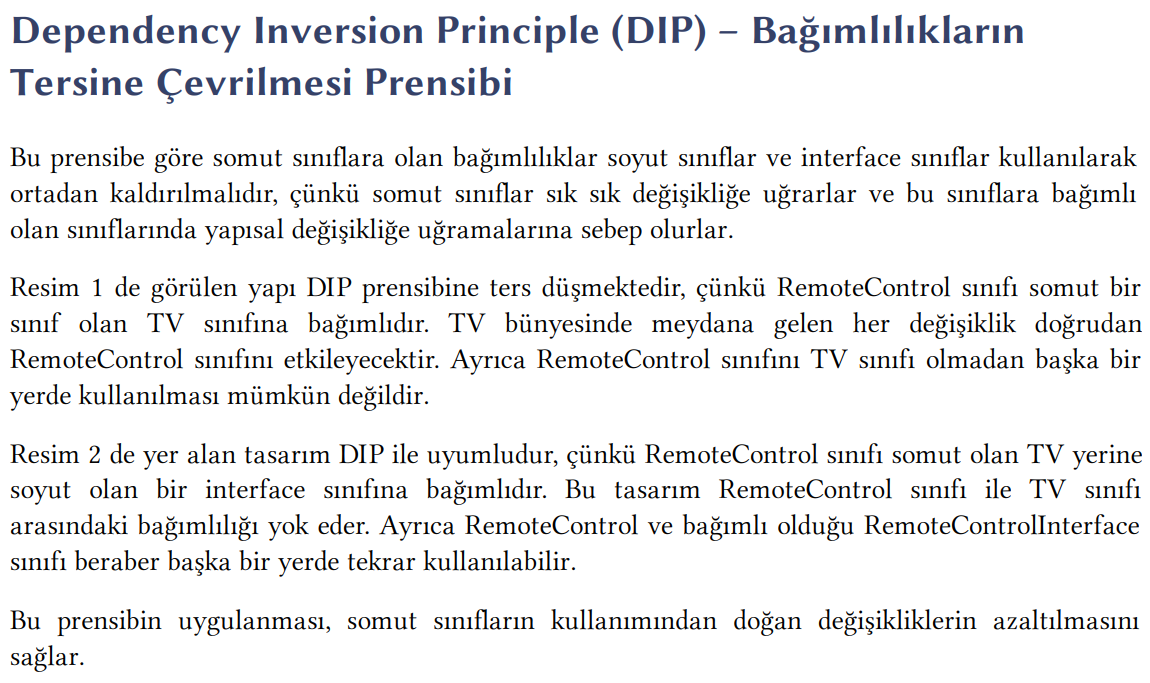 Dependency Inversion Principle (DIP) – Bağımlılıkların
Tersine Çevrilmesi Prensibi
Bu prensibe göre somut sınıflara olan bağımlılıklar soyut sınıflar ve interface sınıflar kullanılarak
ortadan kaldırılmalıdır, çünkü somut sınıflar sık sık değişikliğe uğrarlar ve bu sınıflara bağımlı
olan sınıflarında yapısal değişikliğe uğramalarına sebep olurlar.
Resim 1 de görülen yapı DIP prensibine ters düşmektedir, çünkü RemoteControl sınıfı somut bir
sınıf olan TV sınıfına bağımlıdır. TV bünyesinde meydana gelen her değişiklik doğrudan
RemoteControl sınıfını etkileyecektir. Ayrıca RemoteControl sınıfını TV sınıfı olmadan başka bir
yerde kullanılması mümkün değildir.
Resim 2 de yer alan tasarım DIP ile uyumludur, çünkü RemoteControl sınıfı somut olan TV yerine
soyut olan bir interface sınıfına bağımlıdır. Bu tasarım RemoteControl sınıfı ile TV sınıfı
arasındaki bağımlılığı yok eder. Ayrıca RemoteControl ve bağımlı olduğu RemoteControlInterface
sınıfı beraber başka bir yerde tekrar kullanılabilir.
Bu prensibin uygulanması, somut sınıfların kullanımından doğan değişikliklerin azaltılmasını
sağlar.